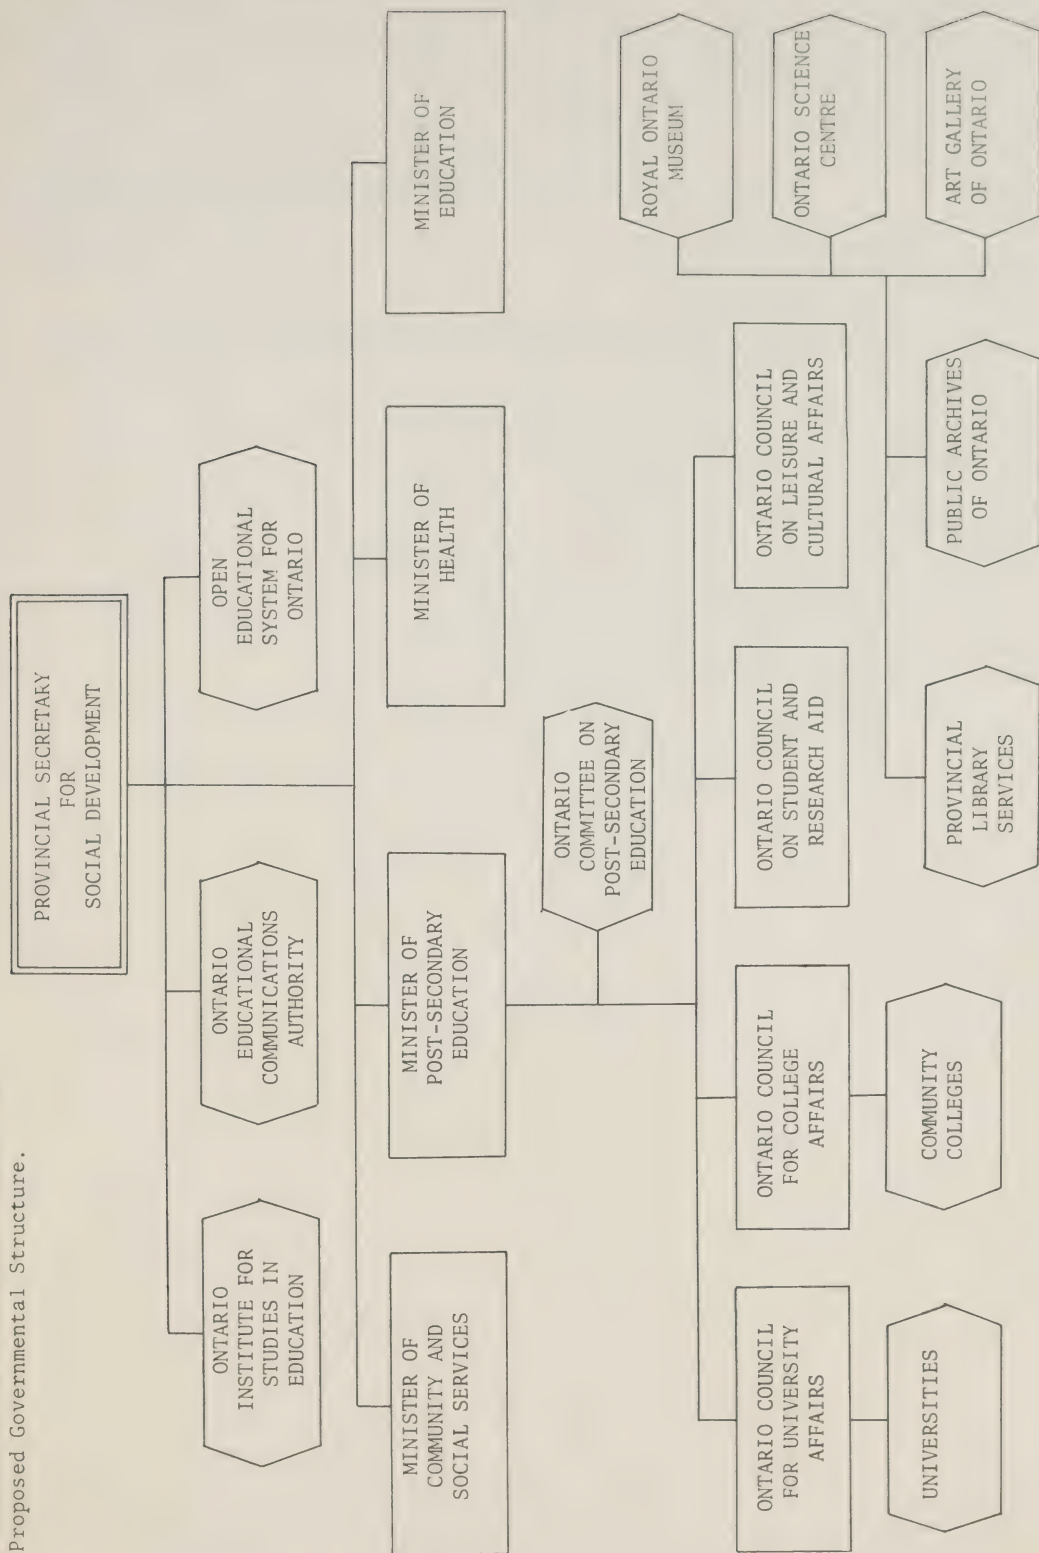 Proposed Governmental Structure.
PROVINCIAL SECRETARY
FOR
SOCIAL DEVELOPMENT
ONTARIO
INSTITUTE FOR
STUDIES IN
EDUCATION
ONTARIO
EDUCATIONAL
COMMUNICATIONS
AUTHORITY
OPEN
EDUCATIONAL
SYSTEM FOR
ONTARIO
MINISTER OF
COMMUNITY AND
SOCIAL SERVICES
MINISTER OF
POST-SECONDARY
EDUCATION
MINISTER OF
HEALTH
MINISTER OF
EDUCATION
ONTARIO
COMMITTEE ON
POST-SECONDARY
EDUCATION
ONTARIO COUNCIL
FOR UNIVERSITY
AFFAIRS
ONTARIO COUNCIL
FOR COLLEGE
AFFAIRS
ONTARIO COUNCIL
ON STUDENT AND
RESEARCH AID
ONTARIO COUNCIL
ON LEISURE AND
CULTURAL AFFAIRS
UNIVERSITIES
COMMUNITY
COLLEGES
PROVINCIAL
LIBRARY
SERVICES
PUBLIC ARCHIVES
OF ONTARIO
ROYAL ONTARIO
MUSEUM
ONTARIO SCIENCE
CENTRE
ART GALLERY
OF ONTARIO